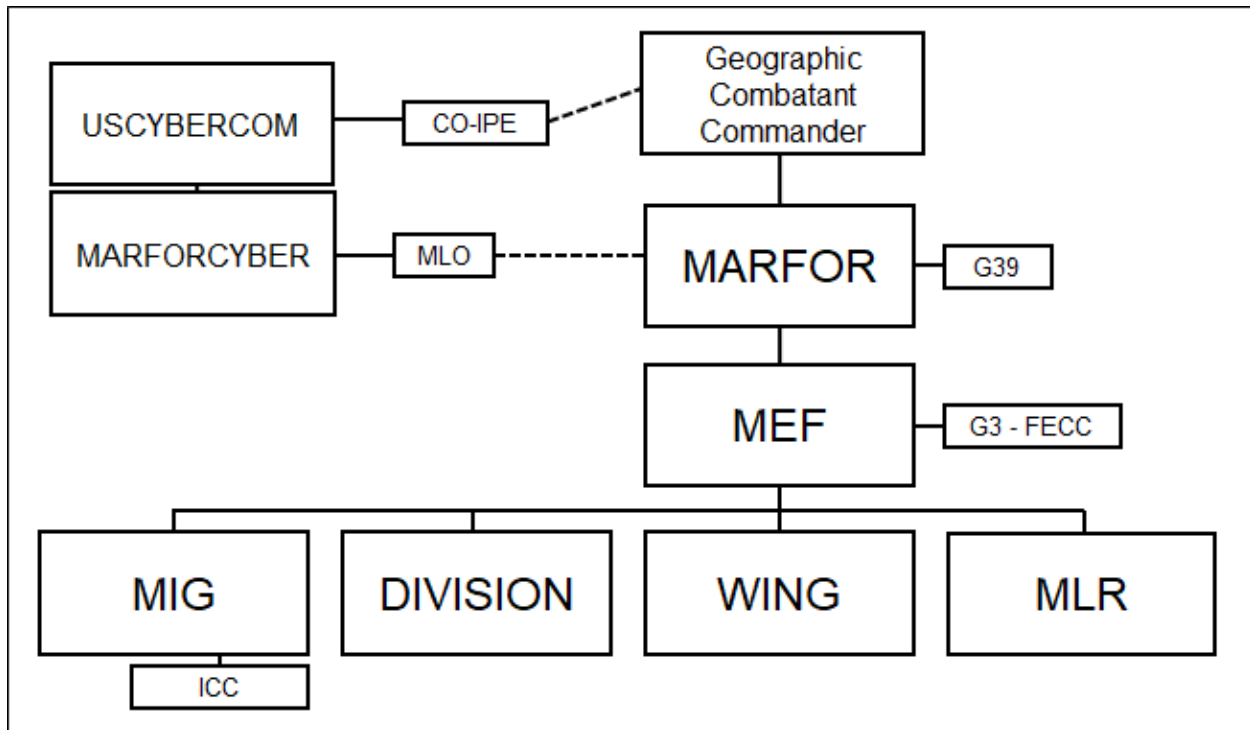 Geographic
Combatant
Commander
USCYBERCOM
CO-IPE
MARFORCYBER
MLO
MARFOR
G39
MEF
G3 - FECC
MIG
DIVISION
WING
MLR
ICC